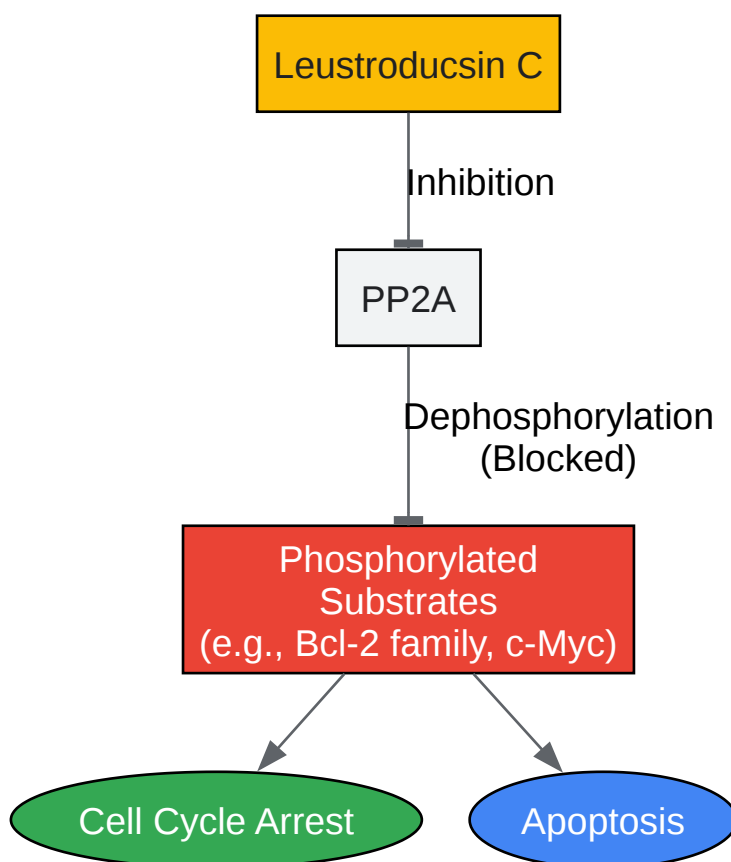 Leustroducsin C
Inhibition
PP2A
Dephosphorylation
(Blocked)
Phosphorylated
Substrates
(e.g., Bcl-2 family, c-Myc)
Cell Cycle Arrest
Apoptosis